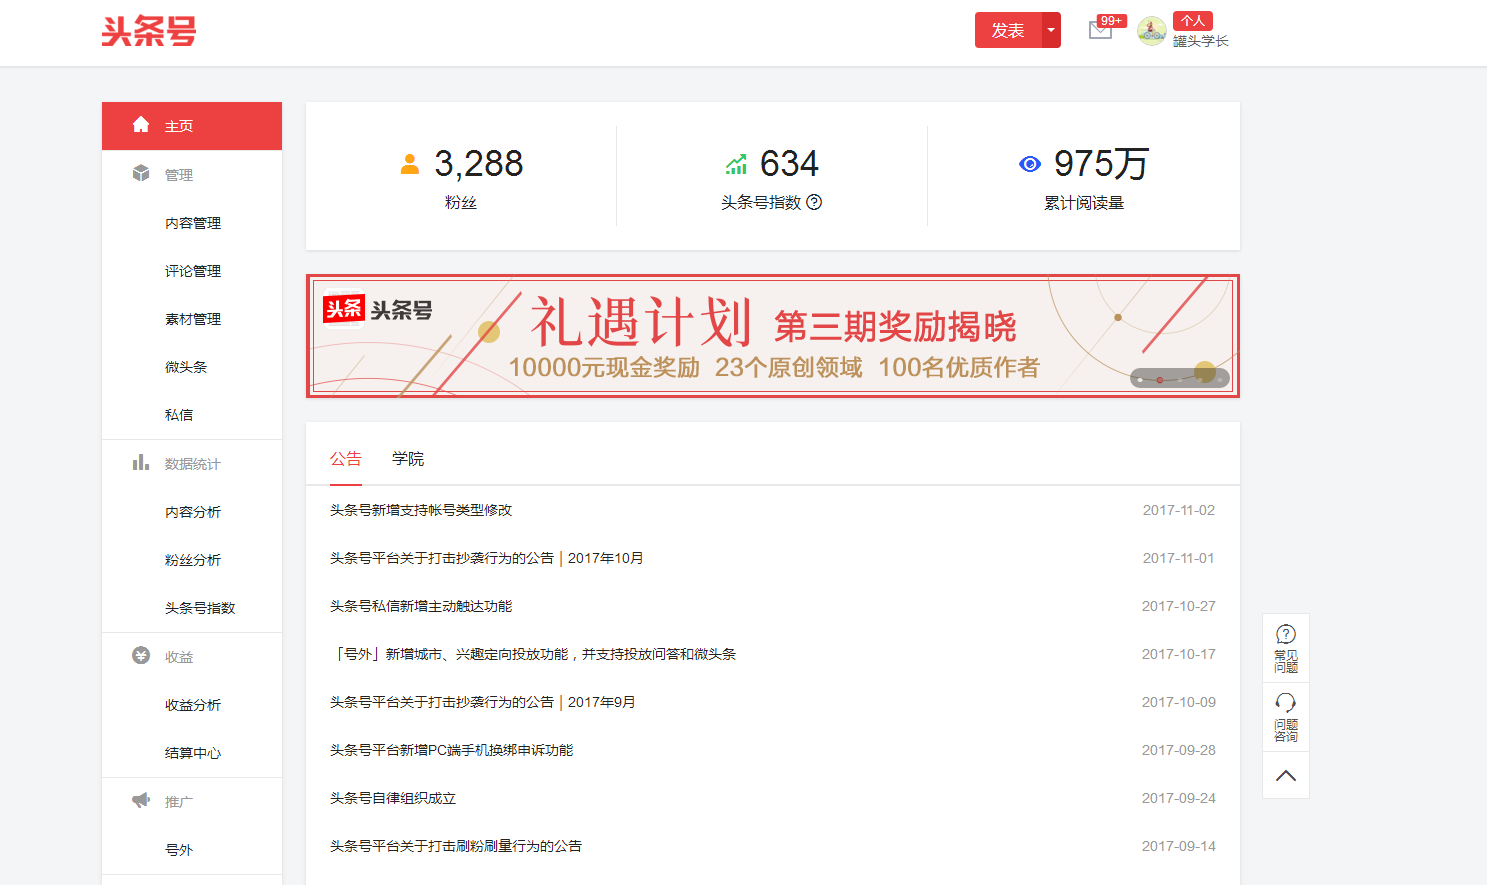 头条号
发表
99+
个人
罐头学长
主页
管理
内容管理
评论管理
素材管理
微头条
私信
数据统计
内容分析
粉丝分析
头条号指数
收益
收益分析
结算中心
推广
号外
3,288
粉丝
634
头条号指数
975万
累计阅读量
头条 头条号
礼遇计划 第三期奖励揭晓
10000元现金奖励 23个原创领域 100名优质作者
公告 学院
头条号新增支持帐号类型修改 2017-11-02
头条号平台关于打击抄袭行为的公告｜2017年10月 2017-11-01
头条号私信新增主动触达功能 2017-10-27
「号外」新增城市、兴趣定向投放功能，并支持投放问答和微头条 2017-10-17
头条号平台关于打击抄袭行为的公告｜2017年9月 2017-10-09
头条号平台新增PC端手机换绑申诉功能 2017-09-28
头条号自律组织成立 2017-09-24
头条号平台关于打击刷粉刷量行为的公告 2017-09-14
常见
问题
问题
咨询